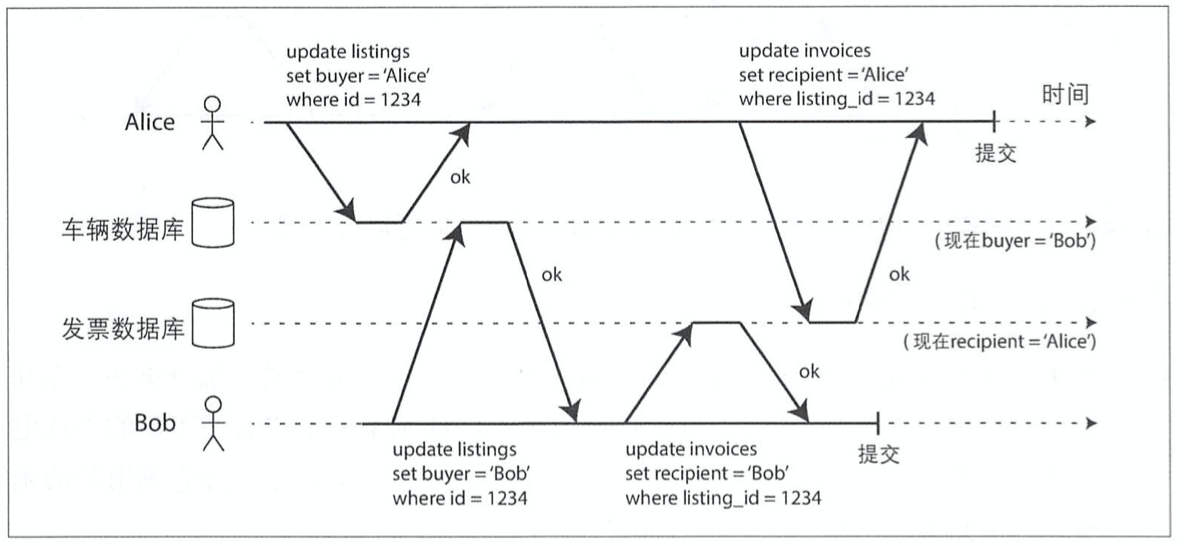 update listings
set buyer = ‘Alice’
where id = 1234
update invoices
set recipient = ‘Alice’
where listing_id = 1234
时间
Alice
提交
ok
车辆数据库
(现在buyer = ‘Bob’)
ok
ok
发票数据库
(现在recipient = ‘Alice’)
ok
Bob
提交
update listings
set buyer = ‘Bob’
where id = 1234
update invoices
set recipient = ‘Bob’
where listing_id = 1234